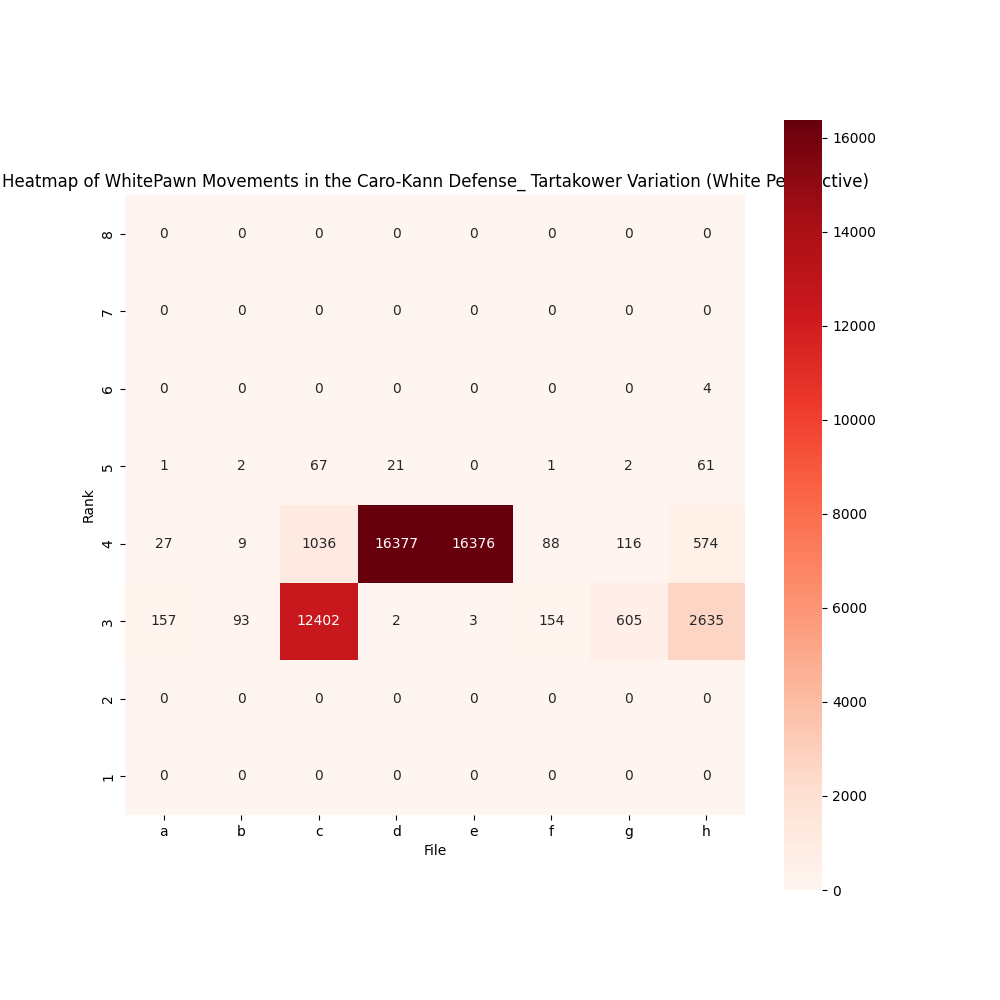 Heatmap of WhitePawn Movements in the Caro-Kann Defense_ Tartakower Variation (White Pe ctive)
16000
14000
12000
10000
8000
6000
4000
2000
0
8 0 0 0 0 0 0 0 0
7 0 0 0 0 0 0 0 0
6 0 0 0 0 0 0 0 4
5 1 2 67 21 0 1 2 61
4 27 9 1036 16377 16376 88 116 574
3 157 93 12402 2 3 154 605 2635
2 0 0 0 0 0 0 0 0
1 0 0 0 0 0 0 0 0
Rank
a b c d e f g h
File